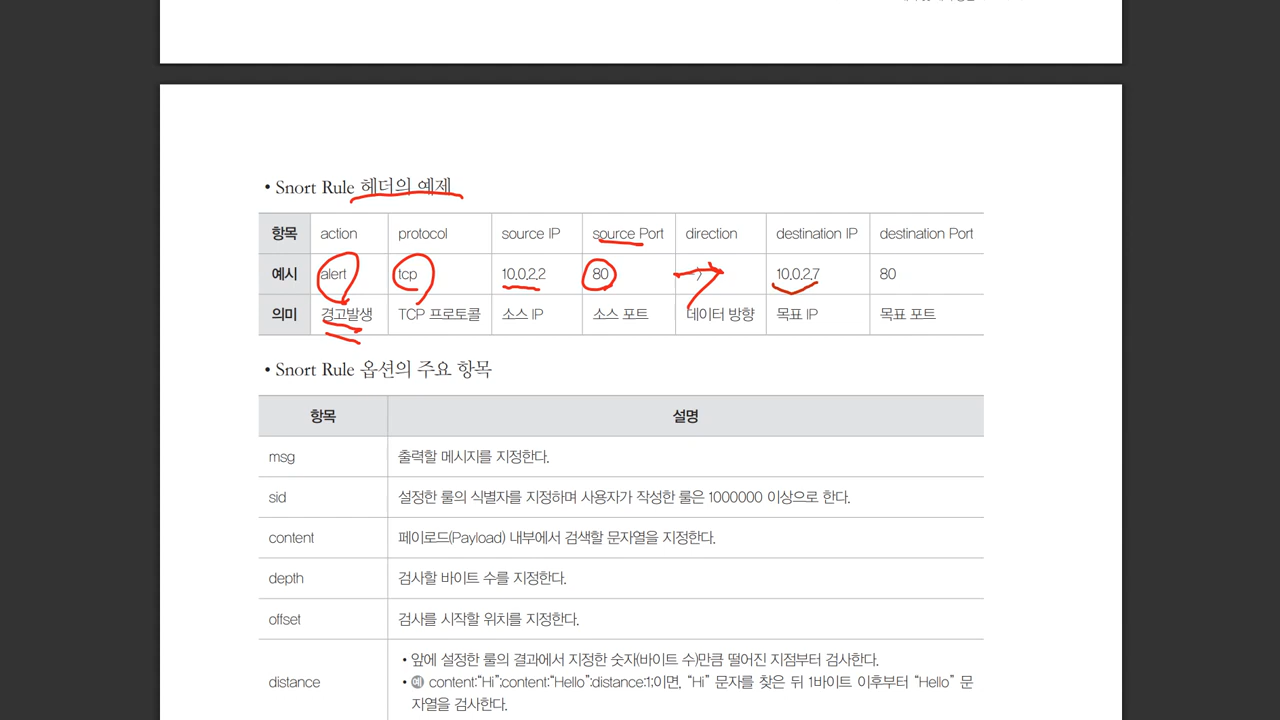 • Snort Rule 헤더의 예제
항목 action protocol source IP source Port direction destination IP destination Port
예시 alert tcp 10.0.2.2 80 10.0.2.7 80
의미 경고발생 TCP 프로토콜 소스 IP 소스 포트 데이터 방향 목표 IP 목표 포트
• Snort Rule 옵션의 주요 항목
항목 설명
msg 출력할 메시지를 지정한다.
sid 설정한 룰의 식별자를 지정하며 사용자가 작성한 룰은 1000000 이상으로 한다.
content 페이로드(Payload) 내부에서 검색할 문자열을 지정한다.
depth 검사할 바이트 수를 지정한다.
offset 검사를 시작할 위치를 지정한다.
distance • 앞에 설정한 룰의 결과에서 지정한 숫자(바이트 수)만큼 떨어진 지점부터 검사한다.
• 예 content:“Hi”;content:“Hello”;distance:1;이면, “Hi” 문자를 찾은 뒤 1바이트 이후부터 “Hello” 문
자열을 검사한다.